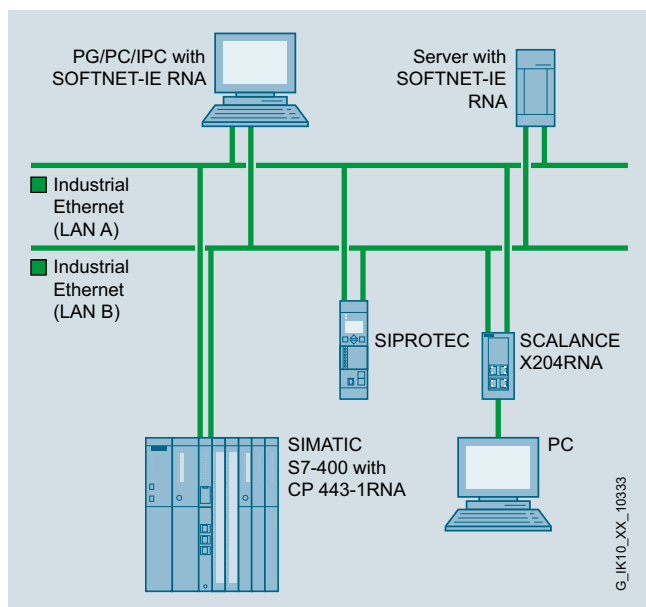 PG/PC/IPC with
SOFTNET-IE RNA
Server with
SOFTNET-IE
RNA
Industrial
Ethernet
(LAN A)
Industrial
Ethernet
(LAN B)
SIPROTEC
SCALANCE
X204RNA
SIMATIC
S7-400 with
CP 443-1RNA
PC
G_IK10_XX_10333